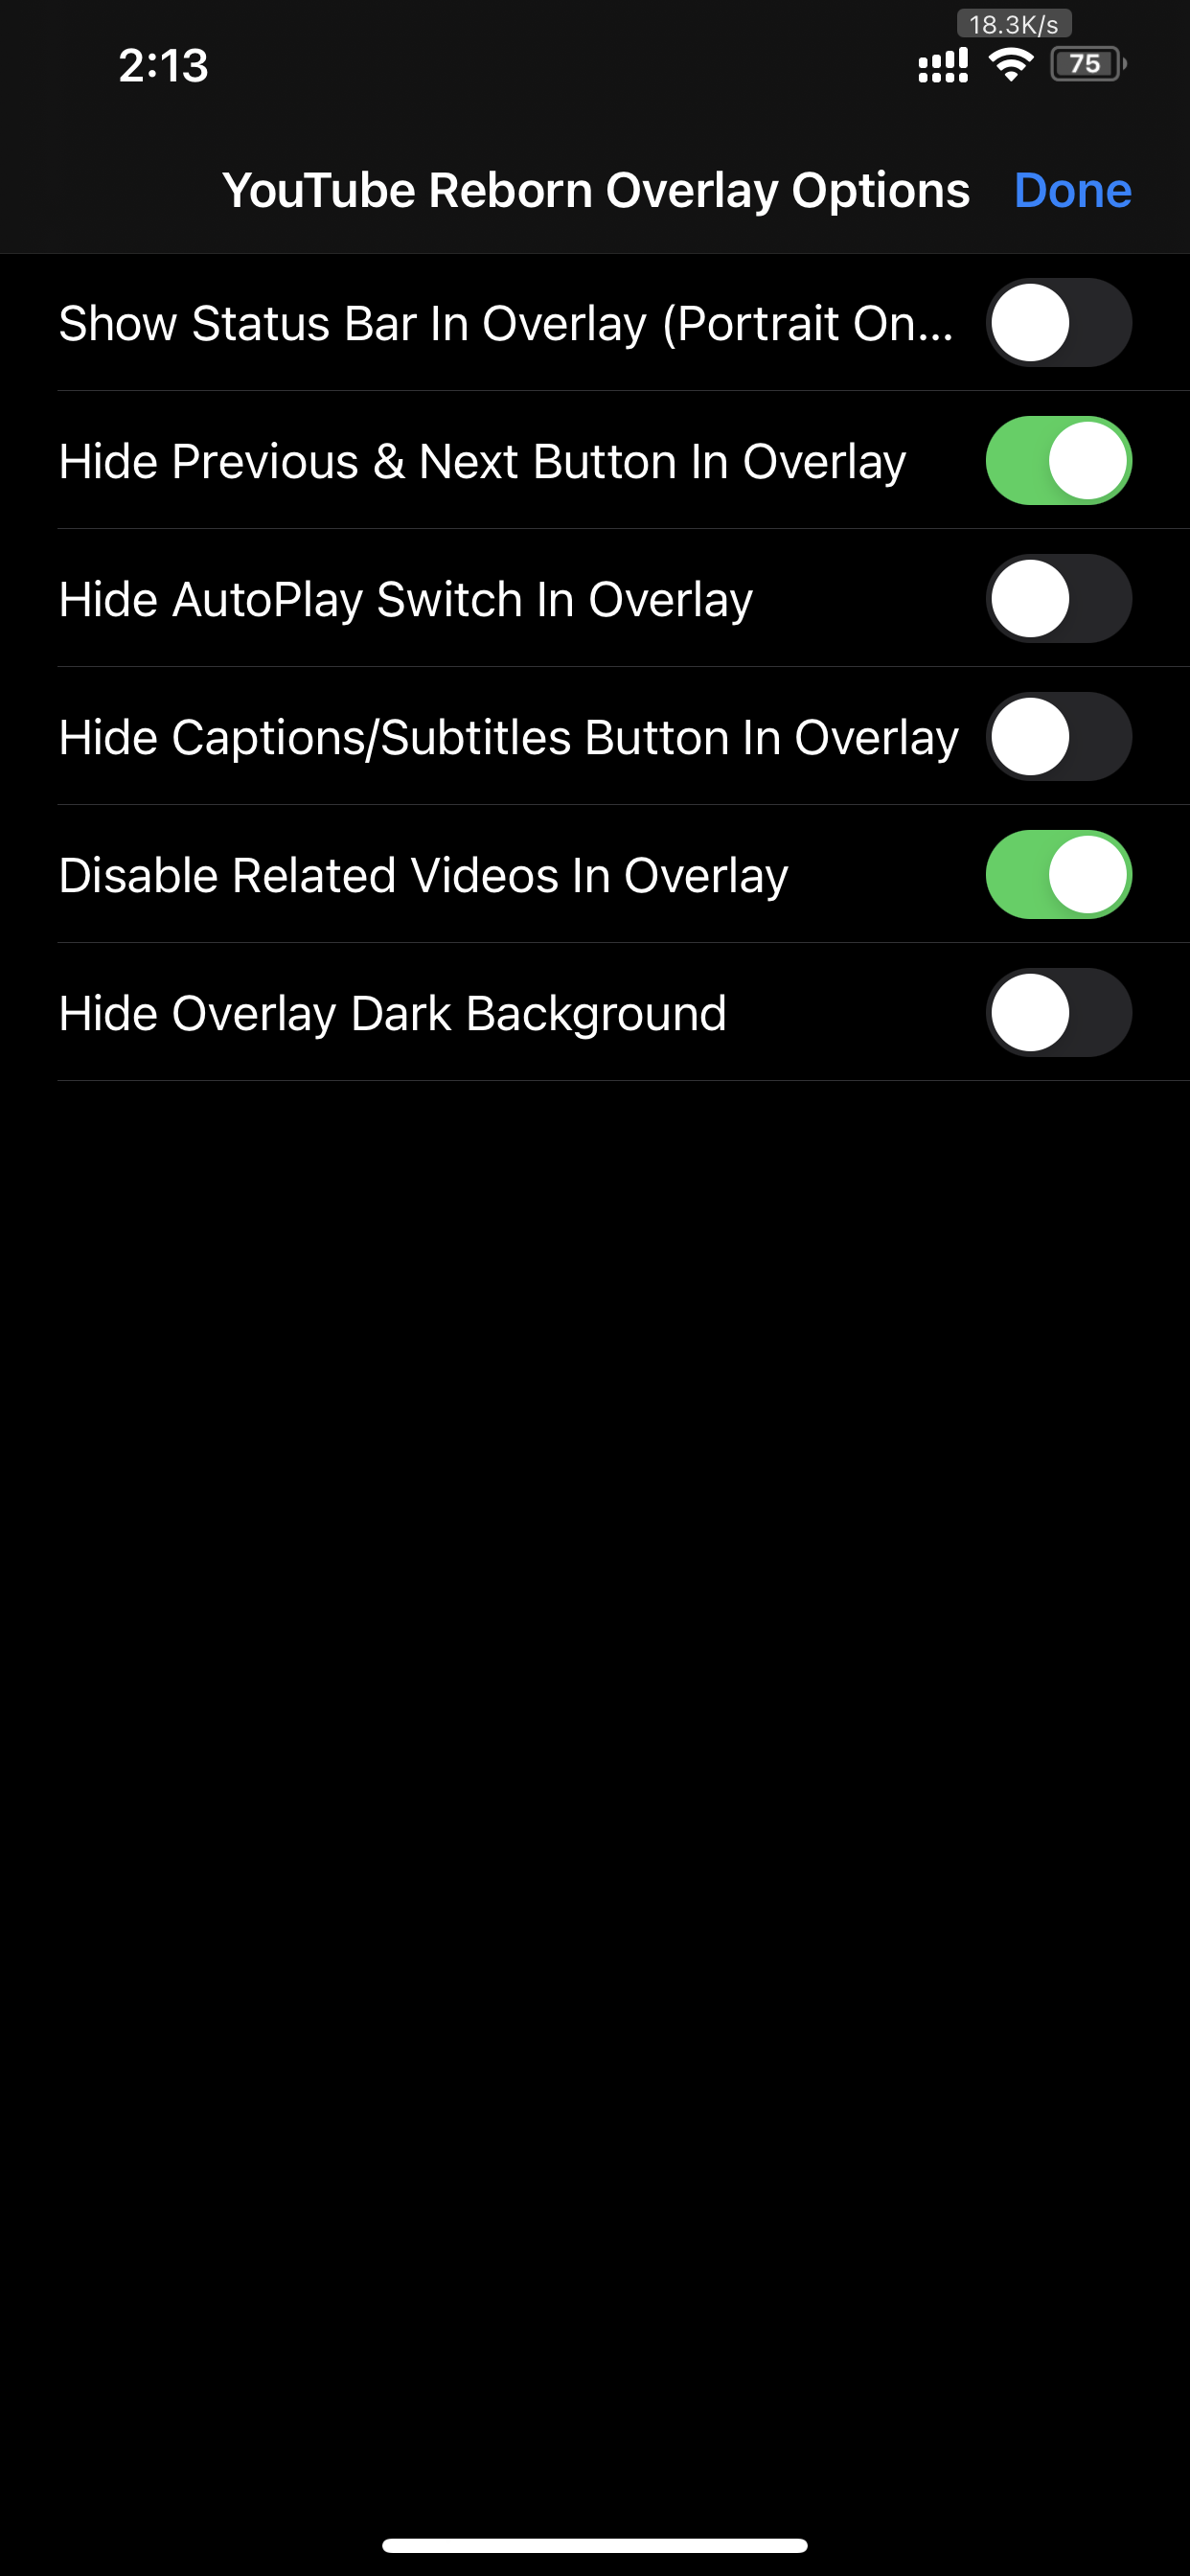 18.3K/s
2:13
75
YouTube Reborn Overlay Options Done
Show Status Bar In Overlay (Portrait On...
Hide Previous & Next Button In Overlay
Hide AutoPlay Switch In Overlay
Hide Captions/Subtitles Button In Overlay
Disable Related Videos In Overlay
Hide Overlay Dark Background